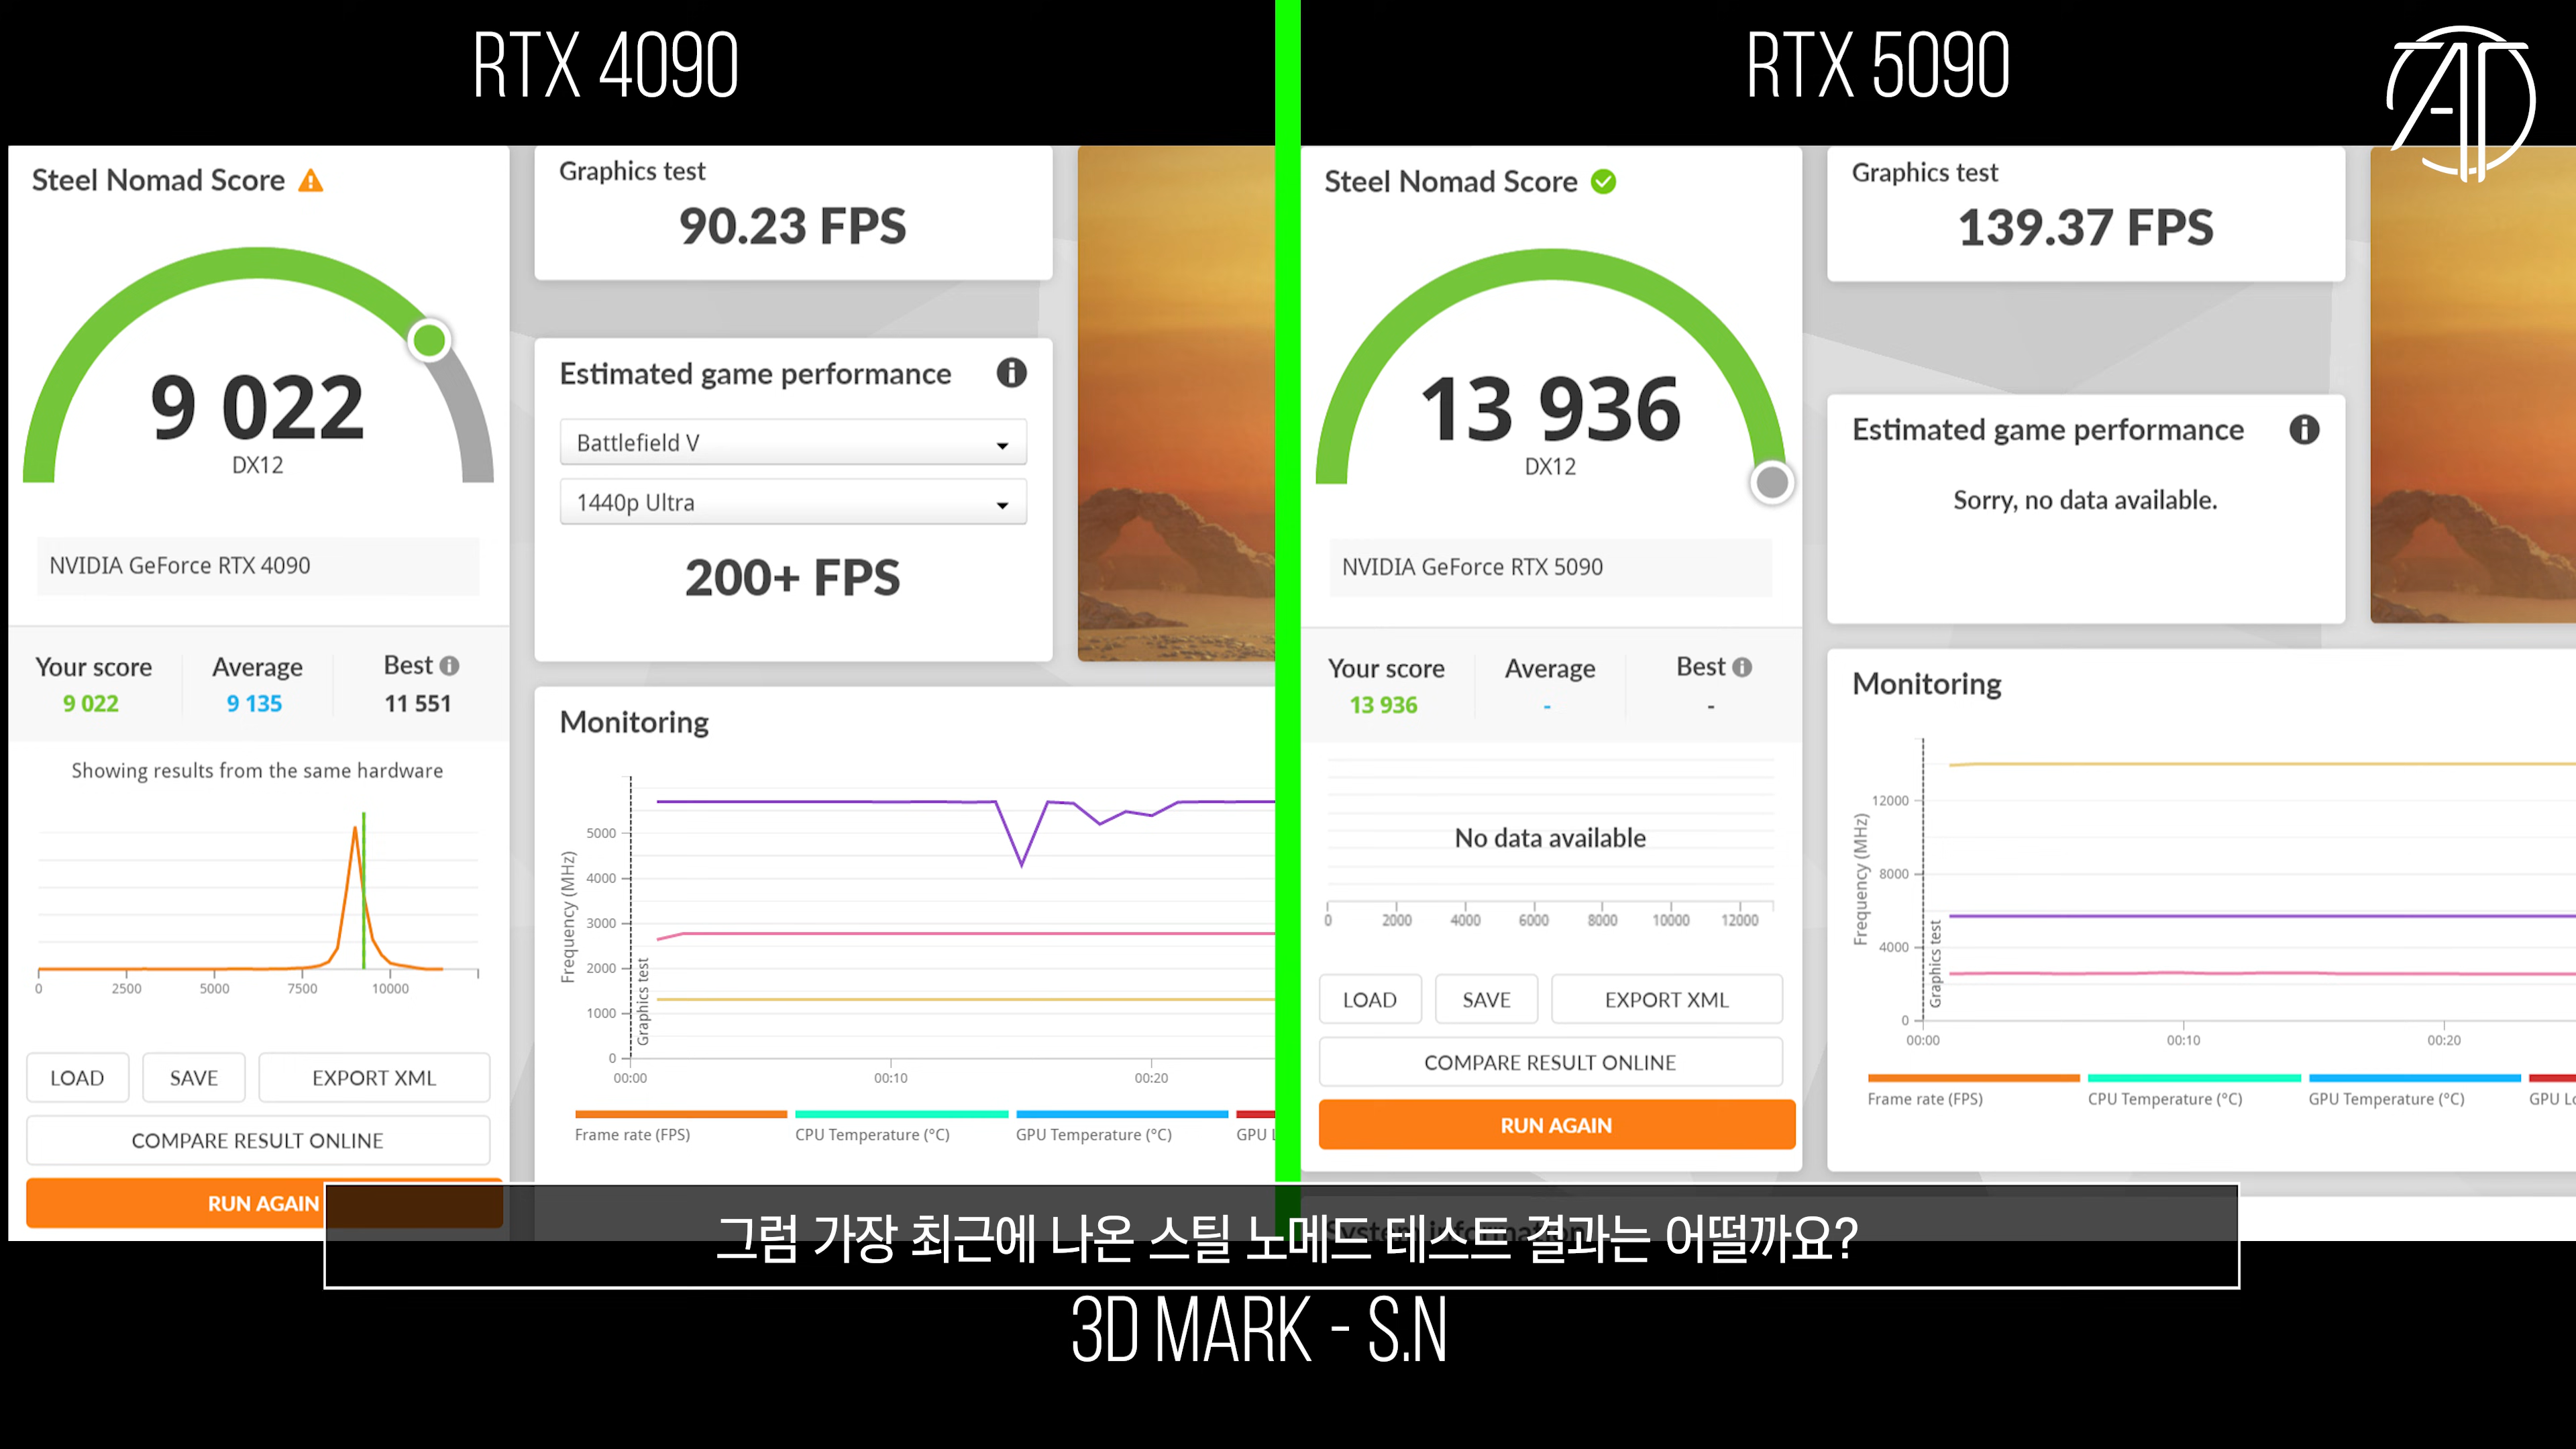 RTX 4090
RTX 5090
Steel Nomad Score
9 022
DX12
NVIDIA GeForce RTX 4090
Your score
Average
Best
9 022
9 135
11 551
Showing results from the same hardware
0
2500
5000
7500
10000
LOAD
SAVE
EXPORT XML
COMPARE RESULT ONLINE
RUN AGAIN
Graphics test
90.23 FPS
Estimated game performance
Battlefield V
1440p Ultra
200+ FPS
Monitoring
Frequency (MHz)
5000
4000
3000
2000
1000
0
Graphics test
00:00
00:10
00:20
Frame rate (FPS)
CPU Temperature (°C)
GPU Temperature (°C)
GPU L
Steel Nomad Score
13 936
DX12
NVIDIA GeForce RTX 5090
Your score
Average
Best
13 936
-
-
No data available
0
2000
4000
6000
8000
10000
12000
LOAD
SAVE
EXPORT XML
COMPARE RESULT ONLINE
RUN AGAIN
Graphics test
139.37 FPS
Estimated game performance
Sorry, no data available.
Monitoring
Frequency (MHz)
12000
8000
4000
0
Graphics test
00:00
00:10
00:20
Frame rate (FPS)
CPU Temperature (°C)
GPU Temperature (°C)
GPU Lo
System information
그럼 가장 최근에 나온 스틸 노메드 테스트 결과는 어떨까요?
3D MARK - S.N